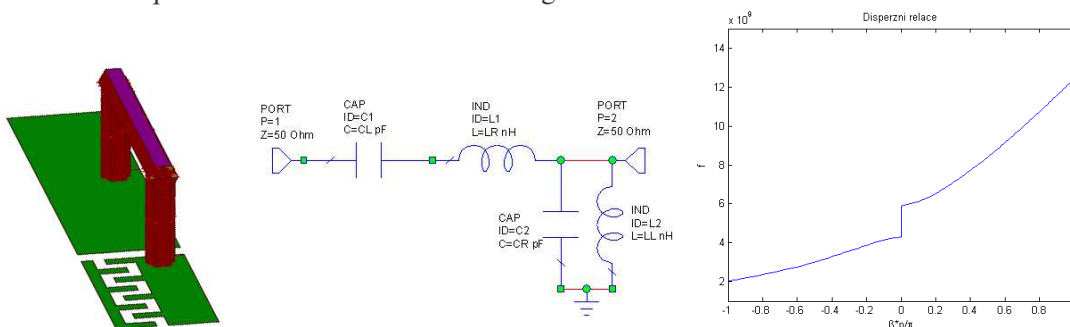 PORT
P=1
Z=50 Ohm
CAP
ID=C1
C=CL pF
IND
ID=L1
L=LR nH
PORT
P=2
Z=50 Ohm
CAP
ID=C2
C=CR pF
IND
ID=L2
L=LL nH
Disperzni relace
x 10⁹
14
12
10
8
6
4
2
f
-1 -0.8 -0.6 -0.4 -0.2 0 0.2 0.4 0.6 0.8
β*p/π